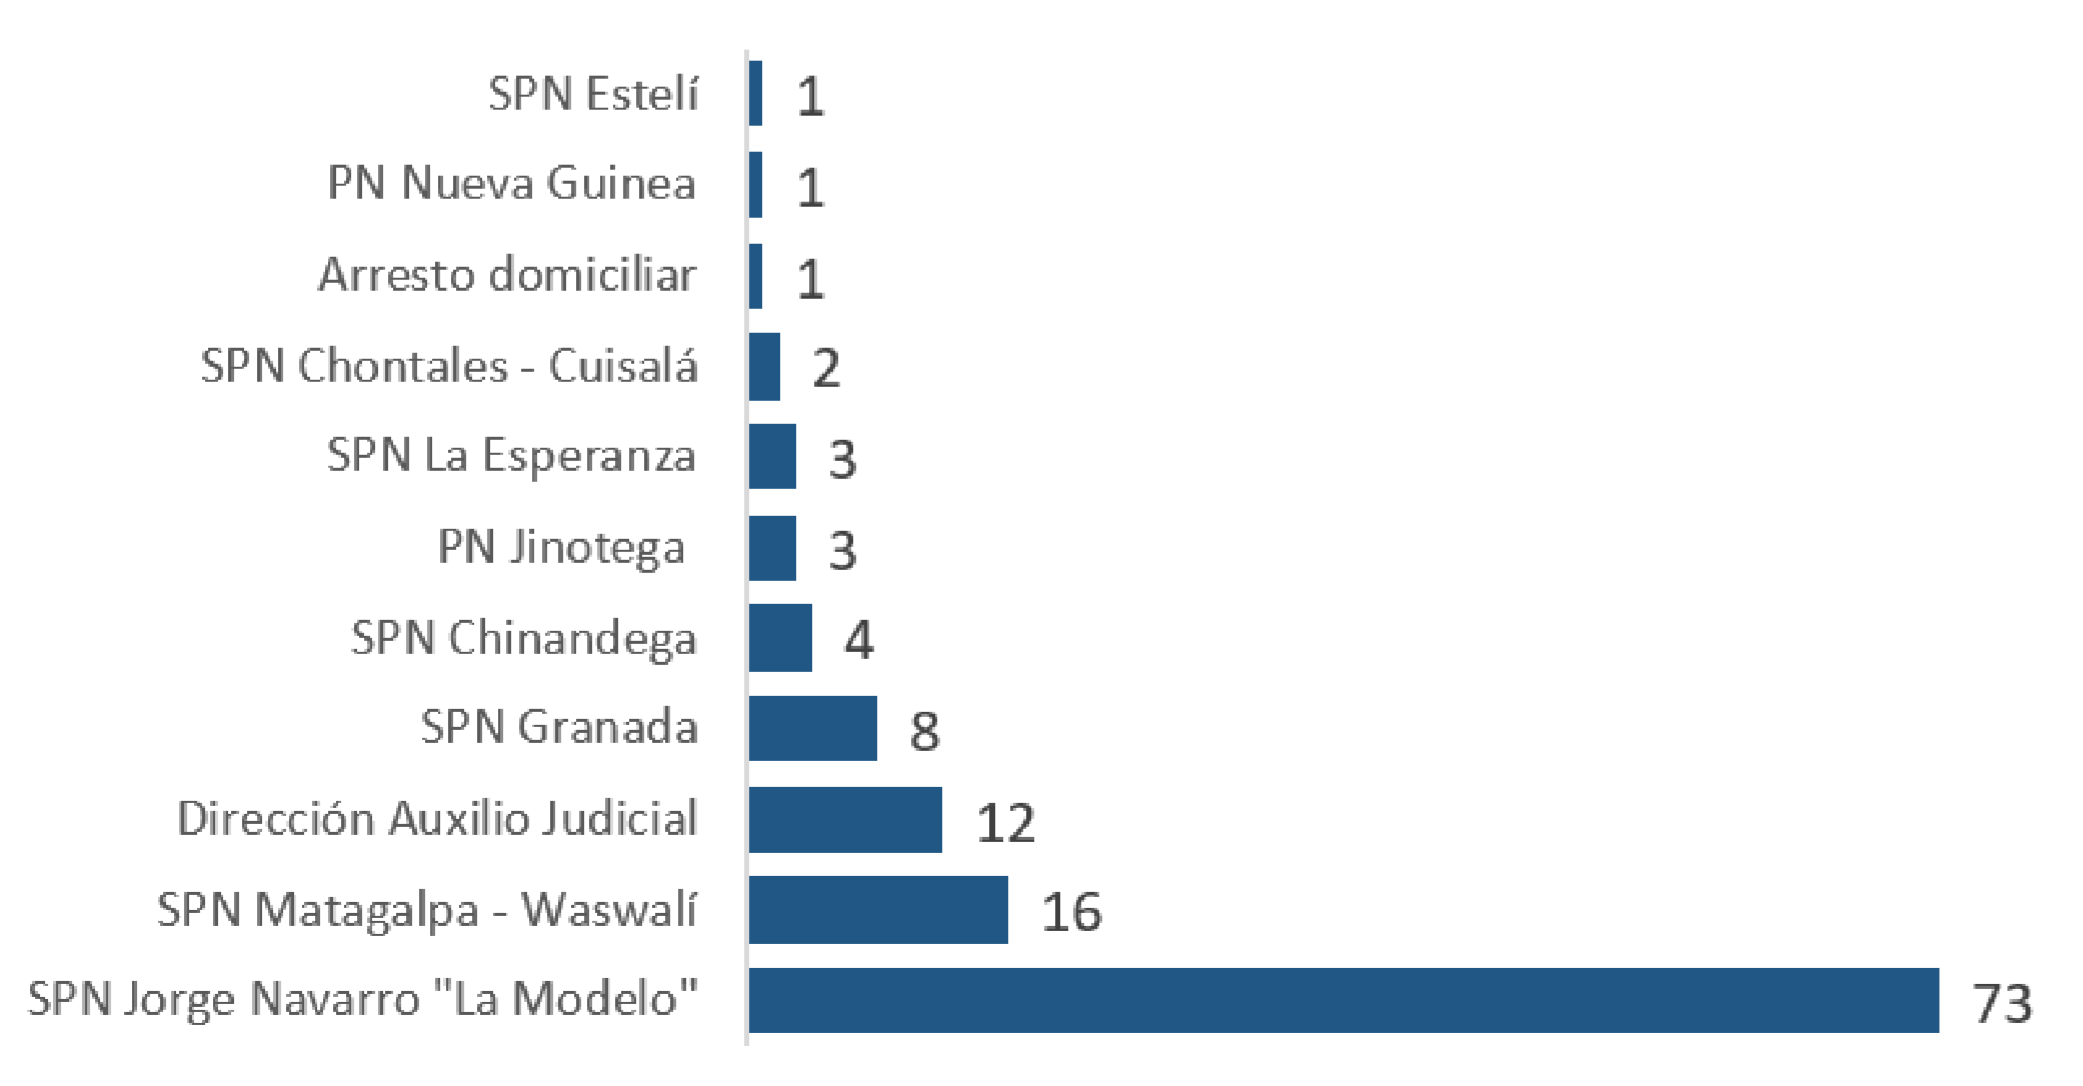 SPN Estelí 1
PN Nueva Guinea 1
Arresto domiciliar 1
SPN Chontales - Cuisalá 2
SPN La Esperanza 3
PN Jinotega 3
SPN Chinandega 4
SPN Granada 8
Dirección Auxilio Judicial 12
SPN Matagalpa - Waswalí 16
SPN Jorge Navarro "La Modelo" 73